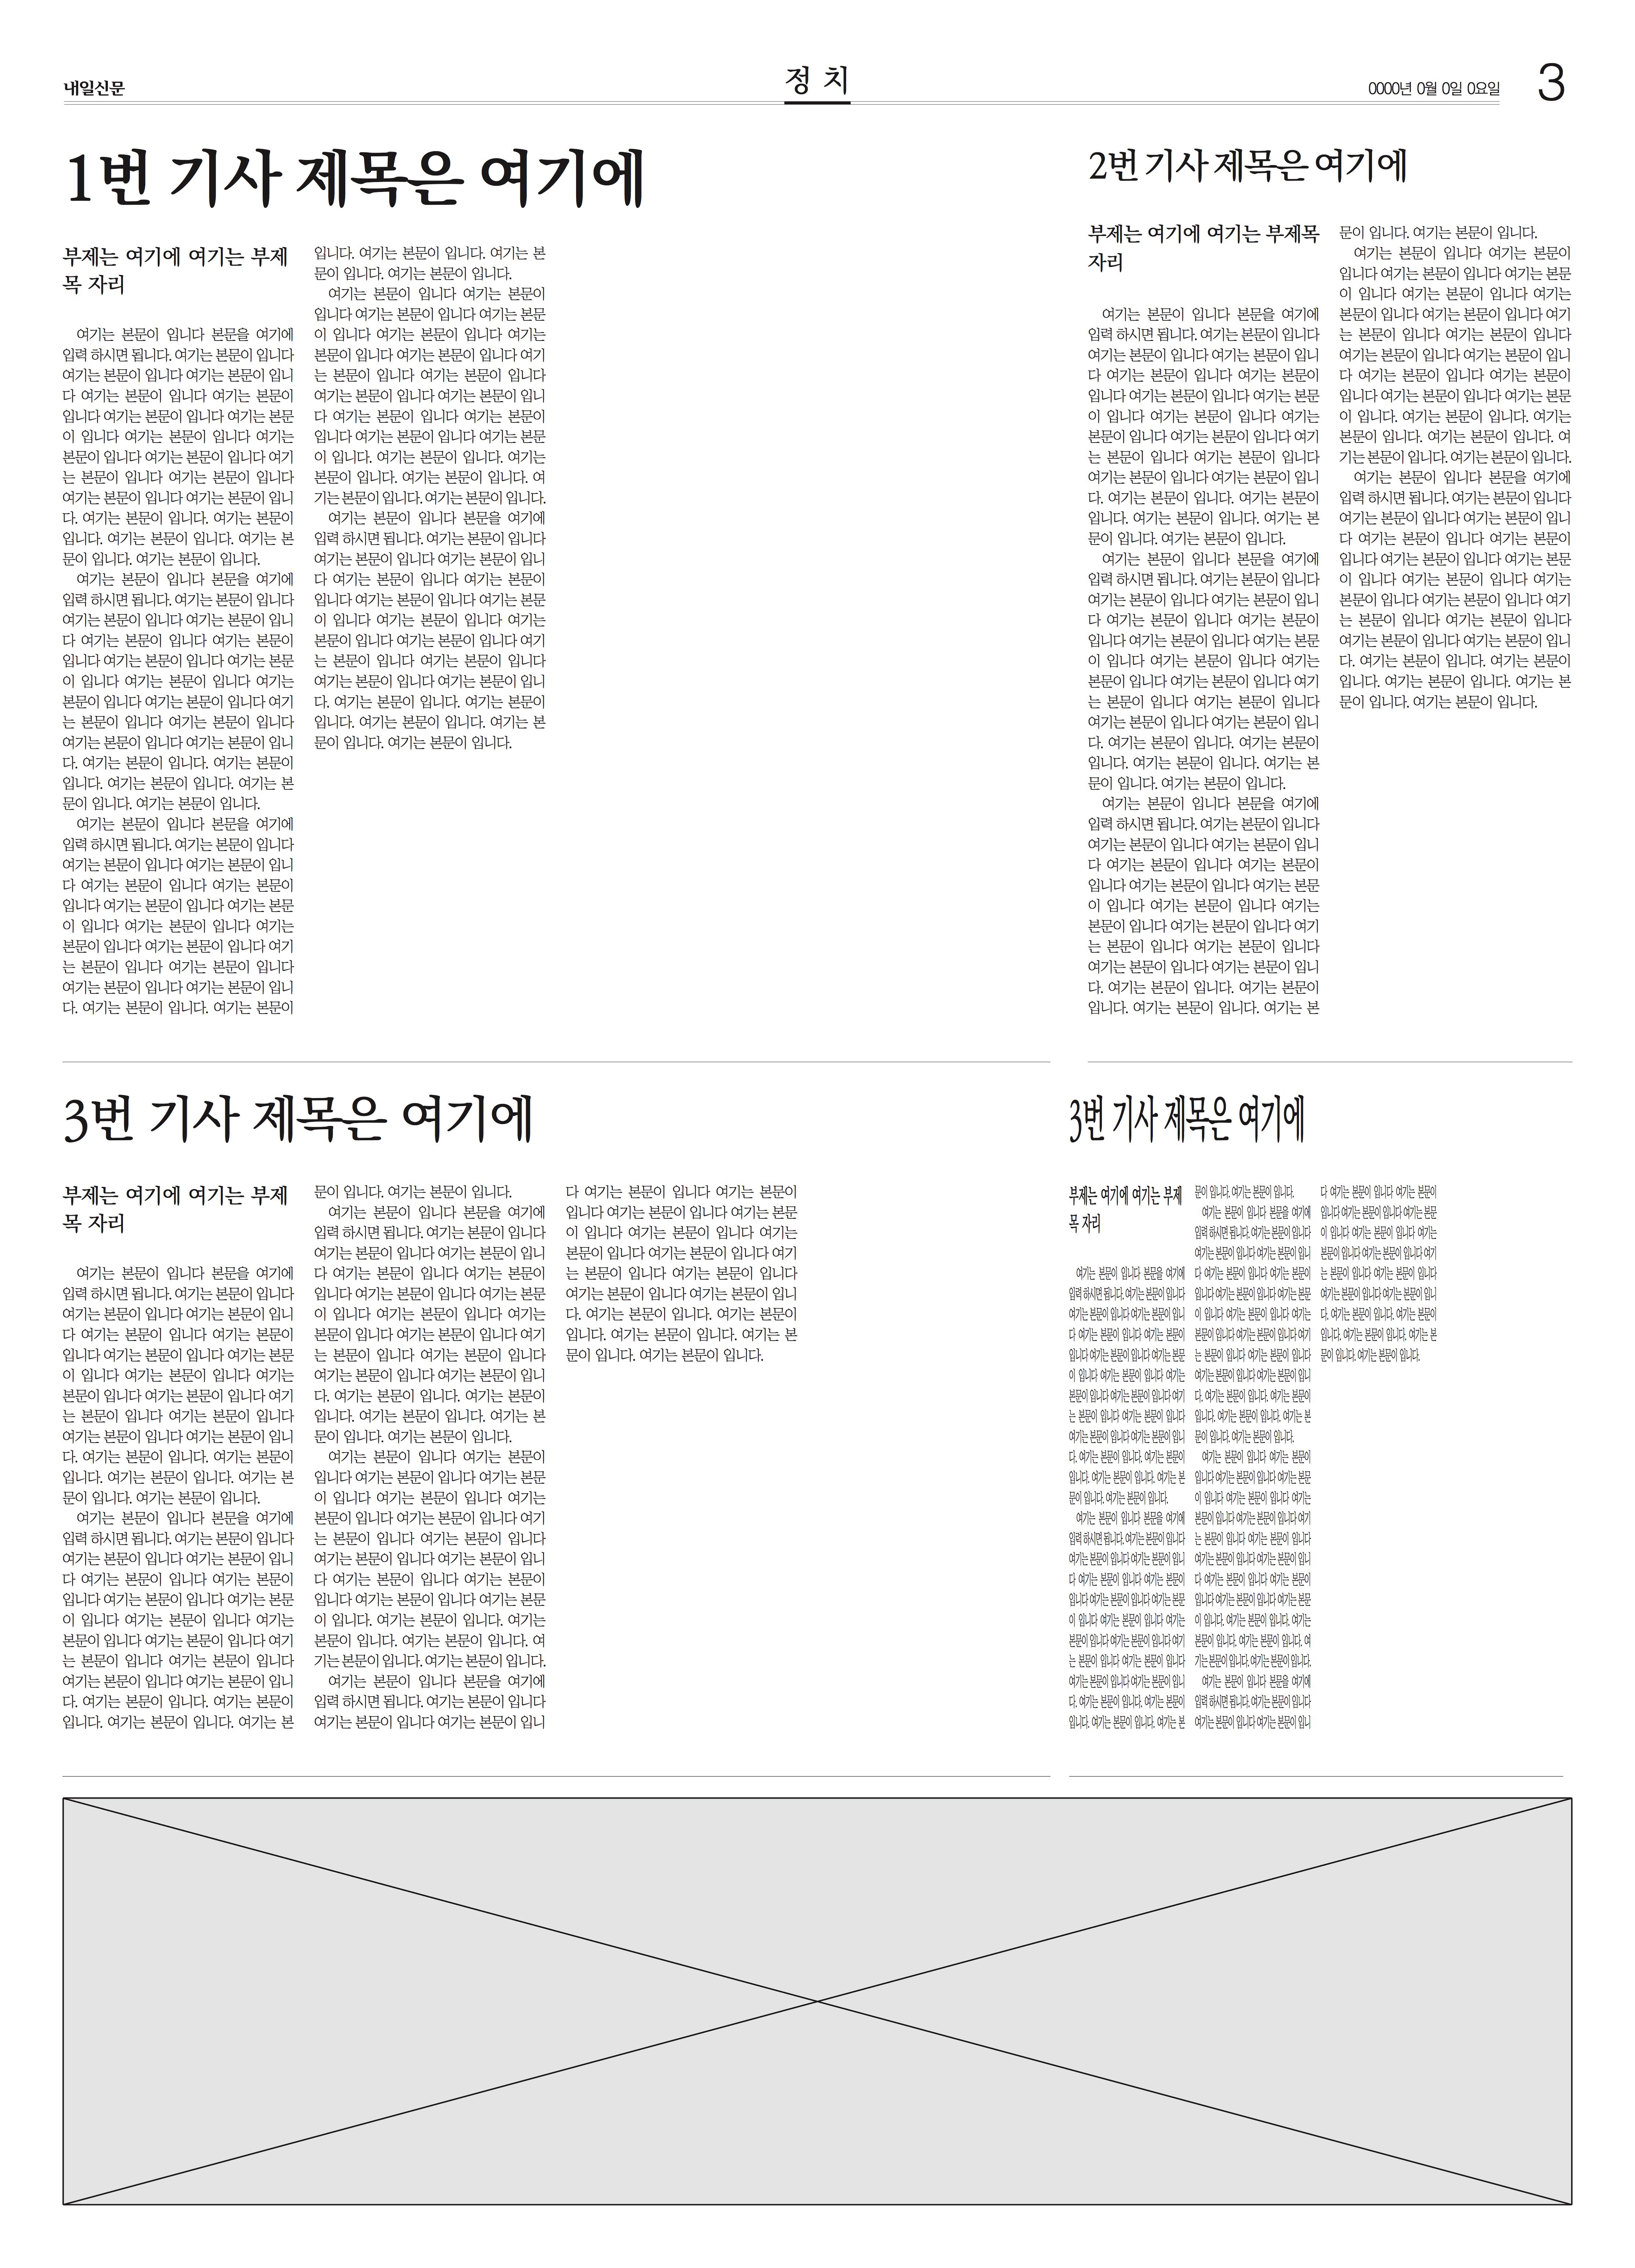 내일신문
정 치
0000년 0월 0일 0요일
3
1번 기사 제목은 여기에
부제는 여기에 여기는 부제
목 자리
여기는 본문이 입니다 본문을 여기에
입력 하시면 됩니다. 여기는 본문이 입니다
여기는 본문이 입니다 여기는 본문이 입니
다 여기는 본문이 입니다 여기는 본문이
입니다 여기는 본문이 입니다 여기는 본문
이 입니다 여기는 본문이 입니다 여기는
본문이 입니다 여기는 본문이 입니다 여기
는 본문이 입니다 여기는 본문이 입니다
여기는 본문이 입니다 여기는 본문이 입니
다. 여기는 본문이 입니다. 여기는 본문이
입니다. 여기는 본문이 입니다. 여기는 본
문이 입니다. 여기는 본문이 입니다.
여기는 본문이 입니다 본문을 여기에
입력 하시면 됩니다. 여기는 본문이 입니다
여기는 본문이 입니다 여기는 본문이 입니
다 여기는 본문이 입니다 여기는 본문이
입니다 여기는 본문이 입니다 여기는 본문
이 입니다 여기는 본문이 입니다 여기는
본문이 입니다 여기는 본문이 입니다 여기
는 본문이 입니다 여기는 본문이 입니다
여기는 본문이 입니다 여기는 본문이 입니
다. 여기는 본문이 입니다. 여기는 본문이
입니다. 여기는 본문이 입니다. 여기는 본
문이 입니다. 여기는 본문이 입니다.
여기는 본문이 입니다 본문을 여기에
입력 하시면 됩니다. 여기는 본문이 입니다
여기는 본문이 입니다 여기는 본문이 입니
다 여기는 본문이 입니다 여기는 본문이
입니다 여기는 본문이 입니다 여기는 본문
이 입니다 여기는 본문이 입니다 여기는
본문이 입니다 여기는 본문이 입니다 여기
는 본문이 입니다 여기는 본문이 입니다
여기는 본문이 입니다 여기는 본문이 입니
다. 여기는 본문이 입니다. 여기는 본문이
입니다. 여기는 본문이 입니다. 여기는 본
문이 입니다. 여기는 본문이 입니다.
여기는 본문이 입니다 여기는 본문이
입니다 여기는 본문이 입니다 여기는 본문
이 입니다 여기는 본문이 입니다 여기는
본문이 입니다 여기는 본문이 입니다 여기
는 본문이 입니다 여기는 본문이 입니다
여기는 본문이 입니다 여기는 본문이 입니
다 여기는 본문이 입니다 여기는 본문이
입니다 여기는 본문이 입니다 여기는 본문
이 입니다. 여기는 본문이 입니다. 여기는
본문이 입니다. 여기는 본문이 입니다. 여
기는 본문이 입니다. 여기는 본문이 입니다.
여기는 본문이 입니다 본문을 여기에
입력 하시면 됩니다. 여기는 본문이 입니다
여기는 본문이 입니다 여기는 본문이 입니
다 여기는 본문이 입니다 여기는 본문이
입니다 여기는 본문이 입니다 여기는 본문
이 입니다 여기는 본문이 입니다 여기는
본문이 입니다 여기는 본문이 입니다 여기
는 본문이 입니다 여기는 본문이 입니다
여기는 본문이 입니다 여기는 본문이 입니
다. 여기는 본문이 입니다. 여기는 본문이
입니다. 여기는 본문이 입니다. 여기는 본
문이 입니다. 여기는 본문이 입니다.
2번 기사 제목은 여기에
부제는 여기에 여기는 부제목
자리
여기는 본문이 입니다 본문을 여기에
입력 하시면 됩니다. 여기는 본문이 입니다
여기는 본문이 입니다 여기는 본문이 입니
다 여기는 본문이 입니다 여기는 본문이
입니다 여기는 본문이 입니다 여기는 본문
이 입니다 여기는 본문이 입니다 여기는
본문이 입니다 여기는 본문이 입니다 여기
는 본문이 입니다 여기는 본문이 입니다
여기는 본문이 입니다 여기는 본문이 입니
다. 여기는 본문이 입니다. 여기는 본문이
입니다. 여기는 본문이 입니다. 여기는 본
문이 입니다. 여기는 본문이 입니다.
여기는 본문이 입니다 본문을 여기에
입력 하시면 됩니다. 여기는 본문이 입니다
여기는 본문이 입니다 여기는 본문이 입니
다 여기는 본문이 입니다 여기는 본문이
입니다 여기는 본문이 입니다 여기는 본문
이 입니다 여기는 본문이 입니다 여기는
본문이 입니다 여기는 본문이 입니다 여기
는 본문이 입니다 여기는 본문이 입니다
여기는 본문이 입니다 여기는 본문이 입니
다. 여기는 본문이 입니다. 여기는 본문이
입니다. 여기는 본문이 입니다. 여기는 본
문이 입니다. 여기는 본문이 입니다.
여기는 본문이 입니다 본문을 여기에
입력 하시면 됩니다. 여기는 본문이 입니다
여기는 본문이 입니다 여기는 본문이 입니
다 여기는 본문이 입니다 여기는 본문이
입니다 여기는 본문이 입니다 여기는 본문
이 입니다 여기는 본문이 입니다 여기는
본문이 입니다 여기는 본문이 입니다 여기
는 본문이 입니다 여기는 본문이 입니다
여기는 본문이 입니다 여기는 본문이 입니
다. 여기는 본문이 입니다. 여기는 본문이
입니다. 여기는 본문이 입니다. 여기는 본
문이 입니다. 여기는 본문이 입니다.
여기는 본문이 입니다 여기는 본문이
입니다 여기는 본문이 입니다 여기는 본문
이 입니다 여기는 본문이 입니다 여기는
본문이 입니다 여기는 본문이 입니다 여기
는 본문이 입니다 여기는 본문이 입니다
여기는 본문이 입니다 여기는 본문이 입니
다 여기는 본문이 입니다 여기는 본문이
입니다 여기는 본문이 입니다 여기는 본문
이 입니다. 여기는 본문이 입니다. 여기는
본문이 입니다. 여기는 본문이 입니다. 여
기는 본문이 입니다. 여기는 본문이 입니다.
여기는 본문이 입니다 본문을 여기에
입력 하시면 됩니다. 여기는 본문이 입니다
여기는 본문이 입니다 여기는 본문이 입니
다 여기는 본문이 입니다 여기는 본문이
입니다 여기는 본문이 입니다 여기는 본문
이 입니다 여기는 본문이 입니다 여기는
본문이 입니다 여기는 본문이 입니다 여기
는 본문이 입니다 여기는 본문이 입니다
여기는 본문이 입니다 여기는 본문이 입니
다. 여기는 본문이 입니다. 여기는 본문이
입니다. 여기는 본문이 입니다. 여기는 본
문이 입니다. 여기는 본문이 입니다.
3번 기사 제목은 여기에
부제는 여기에 여기는 부제
목 자리
여기는 본문이 입니다 본문을 여기에
입력 하시면 됩니다. 여기는 본문이 입니다
여기는 본문이 입니다 여기는 본문이 입니
다 여기는 본문이 입니다 여기는 본문이
입니다 여기는 본문이 입니다 여기는 본문
이 입니다 여기는 본문이 입니다 여기는
본문이 입니다 여기는 본문이 입니다 여기
는 본문이 입니다 여기는 본문이 입니다
여기는 본문이 입니다 여기는 본문이 입니
다. 여기는 본문이 입니다. 여기는 본문이
입니다. 여기는 본문이 입니다. 여기는 본
문이 입니다. 여기는 본문이 입니다.
여기는 본문이 입니다 본문을 여기에
입력 하시면 됩니다. 여기는 본문이 입니다
여기는 본문이 입니다 여기는 본문이 입니
다 여기는 본문이 입니다 여기는 본문이
입니다 여기는 본문이 입니다 여기는 본문
이 입니다 여기는 본문이 입니다 여기는
본문이 입니다 여기는 본문이 입니다 여기
는 본문이 입니다 여기는 본문이 입니다
여기는 본문이 입니다 여기는 본문이 입니
다. 여기는 본문이 입니다. 여기는 본문이
입니다. 여기는 본문이 입니다. 여기는 본
문이 입니다. 여기는 본문이 입니다.
여기는 본문이 입니다 본문을 여기에
입력 하시면 됩니다. 여기는 본문이 입니다
여기는 본문이 입니다 여기는 본문이 입니
다 여기는 본문이 입니다 여기는 본문이
입니다 여기는 본문이 입니다 여기는 본문
이 입니다 여기는 본문이 입니다 여기는
본문이 입니다 여기는 본문이 입니다 여기
는 본문이 입니다 여기는 본문이 입니다
여기는 본문이 입니다 여기는 본문이 입니
다. 여기는 본문이 입니다. 여기는 본문이
입니다. 여기는 본문이 입니다. 여기는 본
문이 입니다. 여기는 본문이 입니다.
여기는 본문이 입니다 여기는 본문이
입니다 여기는 본문이 입니다 여기는 본문
이 입니다 여기는 본문이 입니다 여기는
본문이 입니다 여기는 본문이 입니다 여기
는 본문이 입니다 여기는 본문이 입니다
여기는 본문이 입니다 여기는 본문이 입니
다 여기는 본문이 입니다 여기는 본문이
입니다 여기는 본문이 입니다 여기는 본문
이 입니다. 여기는 본문이 입니다. 여기는
본문이 입니다. 여기는 본문이 입니다. 여
기는 본문이 입니다. 여기는 본문이 입니다.
여기는 본문이 입니다 본문을 여기에
입력 하시면 됩니다. 여기는 본문이 입니다
여기는 본문이 입니다 여기는 본문이 입니
다 여기는 본문이 입니다 여기는 본문이
입니다 여기는 본문이 입니다 여기는 본문
이 입니다 여기는 본문이 입니다 여기는
본문이 입니다 여기는 본문이 입니다 여기
는 본문이 입니다 여기는 본문이 입니다
여기는 본문이 입니다 여기는 본문이 입니
다. 여기는 본문이 입니다. 여기는 본문이
입니다. 여기는 본문이 입니다. 여기는 본
문이 입니다. 여기는 본문이 입니다.
3번 기사 제목은 여기에
부제는 여기에 여기는 부제
목 자리
여기는 본문이 입니다 본문을 여기에
입력 하시면 됩니다. 여기는 본문이 입니다
여기는 본문이 입니다 여기는 본문이 입니
다 여기는 본문이 입니다 여기는 본문이
입니다 여기는 본문이 입니다 여기는 본문
이 입니다 여기는 본문이 입니다 여기는
본문이 입니다 여기는 본문이 입니다 여기
는 본문이 입니다 여기는 본문이 입니다
여기는 본문이 입니다 여기는 본문이 입니
다. 여기는 본문이 입니다. 여기는 본문이
입니다. 여기는 본문이 입니다. 여기는 본
문이 입니다. 여기는 본문이 입니다.
여기는 본문이 입니다 본문을 여기에
입력 하시면 됩니다. 여기는 본문이 입니다
여기는 본문이 입니다 여기는 본문이 입니
다 여기는 본문이 입니다 여기는 본문이
입니다 여기는 본문이 입니다 여기는 본문
이 입니다 여기는 본문이 입니다 여기는
본문이 입니다 여기는 본문이 입니다 여기
는 본문이 입니다 여기는 본문이 입니다
여기는 본문이 입니다 여기는 본문이 입니
다. 여기는 본문이 입니다. 여기는 본문이
입니다. 여기는 본문이 입니다. 여기는 본
문이 입니다. 여기는 본문이 입니다.
여기는 본문이 입니다 본문을 여기에
입력 하시면 됩니다. 여기는 본문이 입니다
여기는 본문이 입니다 여기는 본문이 입니
다 여기는 본문이 입니다 여기는 본문이
입니다 여기는 본문이 입니다 여기는 본문
이 입니다 여기는 본문이 입니다 여기는
본문이 입니다 여기는 본문이 입니다 여기
는 본문이 입니다 여기는 본문이 입니다
여기는 본문이 입니다 여기는 본문이 입니
다. 여기는 본문이 입니다. 여기는 본문이
입니다. 여기는 본문이 입니다. 여기는 본
문이 입니다. 여기는 본문이 입니다.
여기는 본문이 입니다 여기는 본문이
입니다 여기는 본문이 입니다 여기는 본문
이 입니다 여기는 본문이 입니다 여기는
본문이 입니다 여기는 본문이 입니다 여기
는 본문이 입니다 여기는 본문이 입니다
여기는 본문이 입니다 여기는 본문이 입니
다 여기는 본문이 입니다 여기는 본문이
입니다 여기는 본문이 입니다 여기는 본문
이 입니다. 여기는 본문이 입니다. 여기는
본문이 입니다. 여기는 본문이 입니다. 여
기는 본문이 입니다. 여기는 본문이 입니다.
여기는 본문이 입니다 본문을 여기에
입력 하시면 됩니다. 여기는 본문이 입니다
여기는 본문이 입니다 여기는 본문이 입니
다 여기는 본문이 입니다 여기는 본문이
입니다 여기는 본문이 입니다 여기는 본문
이 입니다 여기는 본문이 입니다 여기는
본문이 입니다 여기는 본문이 입니다 여기
는 본문이 입니다 여기는 본문이 입니다
여기는 본문이 입니다 여기는 본문이 입니
다. 여기는 본문이 입니다. 여기는 본문이
입니다. 여기는 본문이 입니다. 여기는 본
문이 입니다. 여기는 본문이 입니다.